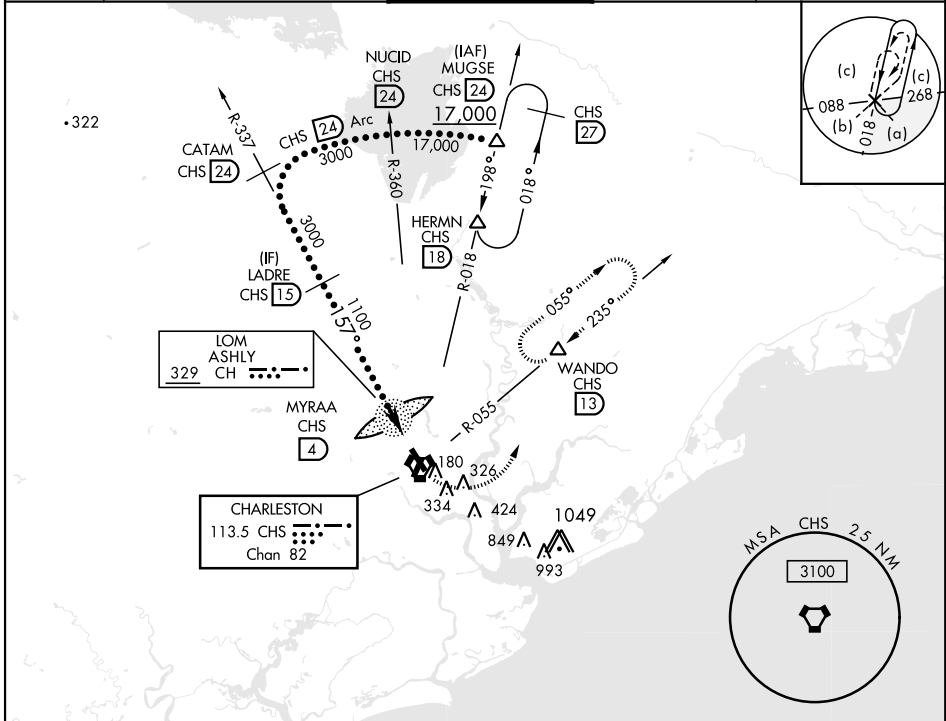 .322
NUCID
CHS
24
(IAF)
MUGSE
CHS 24
17,000
CHS
27
CHS 24 Arc
3000
17,000
R-337
CATAM
CHS 24
R-360
198°
018°
HERMN
CHS
18
R-018
3000
(IF)
LADRE
CHS 15
1100
157°
055°
235°
WANDO
CHS
13
R-055
LOM
ASHLY
329 CH
MYRAA
CHS
4
180
326
334
424
1049
849
993
CHARLESTON
113.5 CHS
Chan 82
MSA CHS 25 NM
3100
(c)
(c)
088
268
(b)
018
(a)